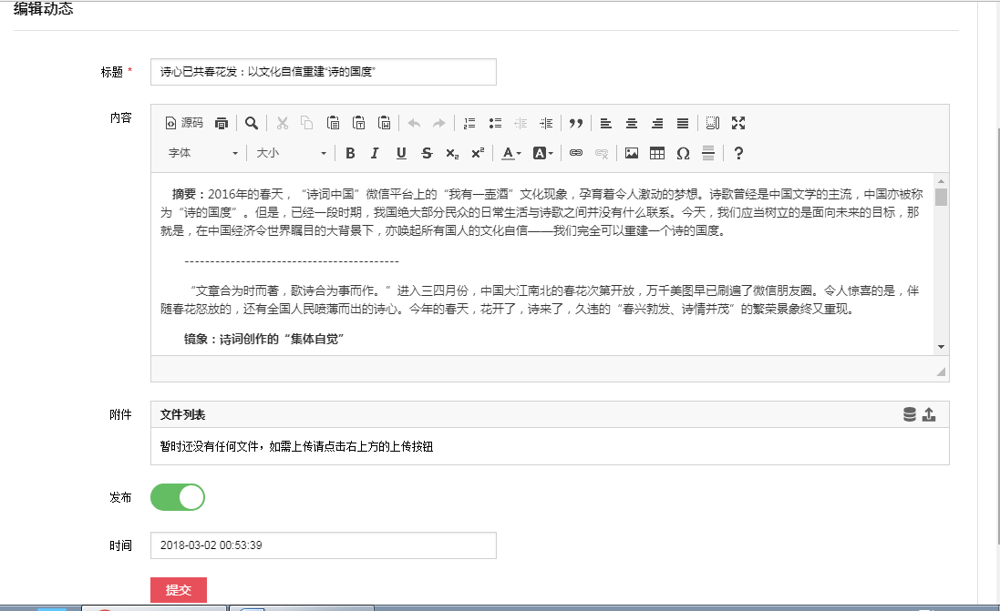 编辑动态
标题 *
诗心已共春花发：以文化自信重建“诗的国度”
内容
源码
字体 大小
摘要：2016年的春天，“诗词中国”微信平台上的“我有一壶酒”文化现象，孕育着令人激动的梦想。诗歌曾经是中国文学的主流，中国亦被称
为“诗的国度”。但是，已经一段时期，我国绝大部分民众的日常生活与诗歌之间并没有什么联系。今天，我们应当树立的是面向未来的目标，那
就是，在中国经济令世界瞩目的大背景下，亦唤起所有国人的文化自信——我们完全可以重建一个诗的国度。
------------------------------------------
“文章合为时而著，歌诗合为事而作。”进入三四月份，中国大江南北的春花次第开放，万千美图早已刷遍了微信朋友圈。令人惊喜的是，伴
随春花怒放的，还有全国人民喷薄而出的诗心。今年的春天，花开了，诗来了，久违的“春兴勃发、诗情并茂”的繁荣景象终又重现。
镜象：诗词创作的“集体自觉”
附件
文件列表
暂时还没有任何文件，如需上传请点击右上方的上传按钮
发布
时间
2018-03-02 00:53:39
提交